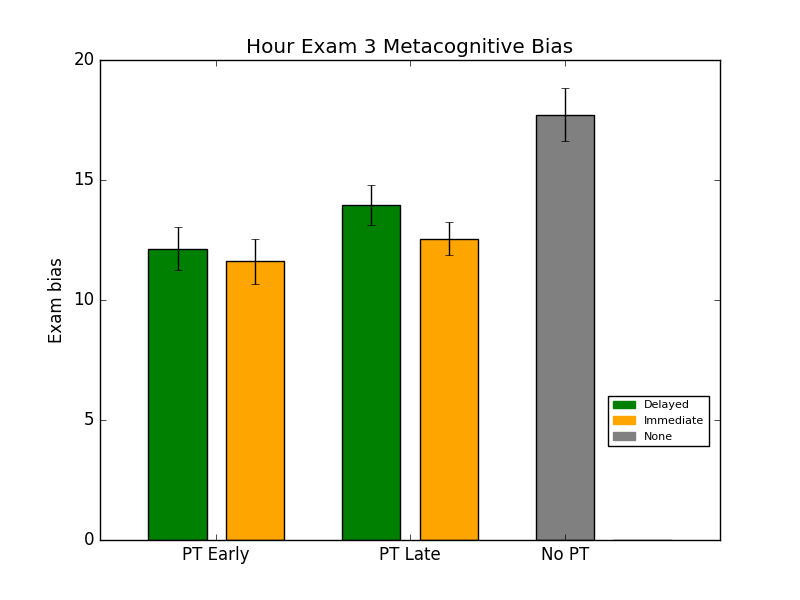 Hour Exam 3 Metacognitive Bias
20
15
10
5
0
Exam bias
Delayed
Immediate
None
PT Early
PT Late
No PT